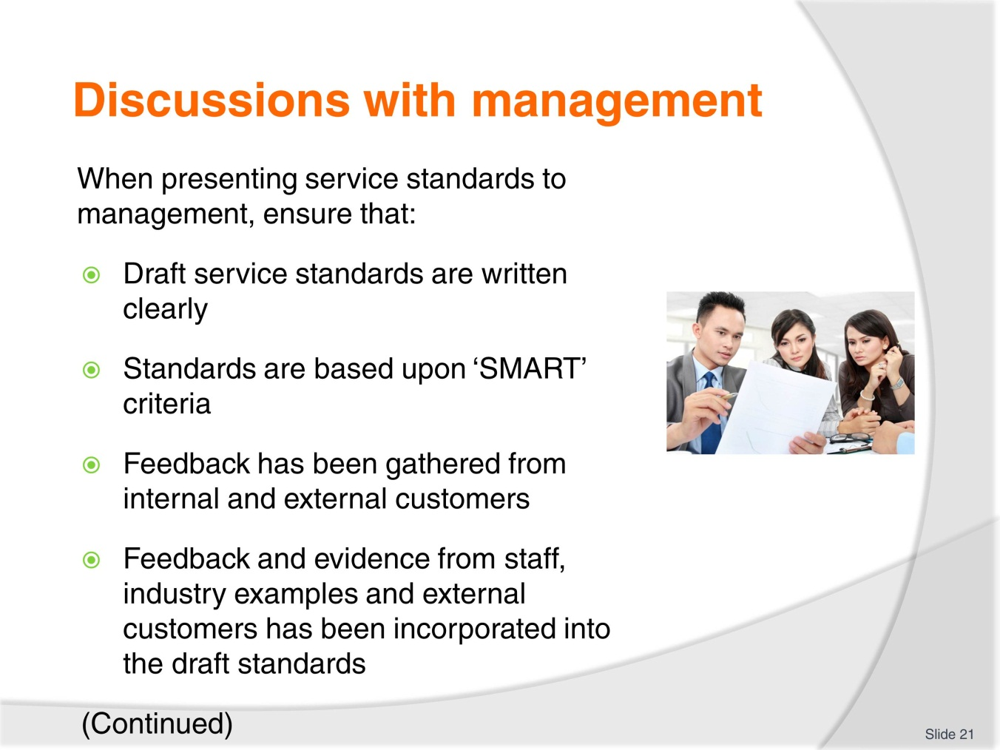 Discussions with management
When presenting service standards to
management, ensure that:
Draft service standards are written
clearly
Standards are based upon ‘SMART’
criteria
Feedback has been gathered from
internal and external customers
Feedback and evidence from staff,
industry examples and external
customers has been incorporated into
the draft standards
(Continued)
Slide 21